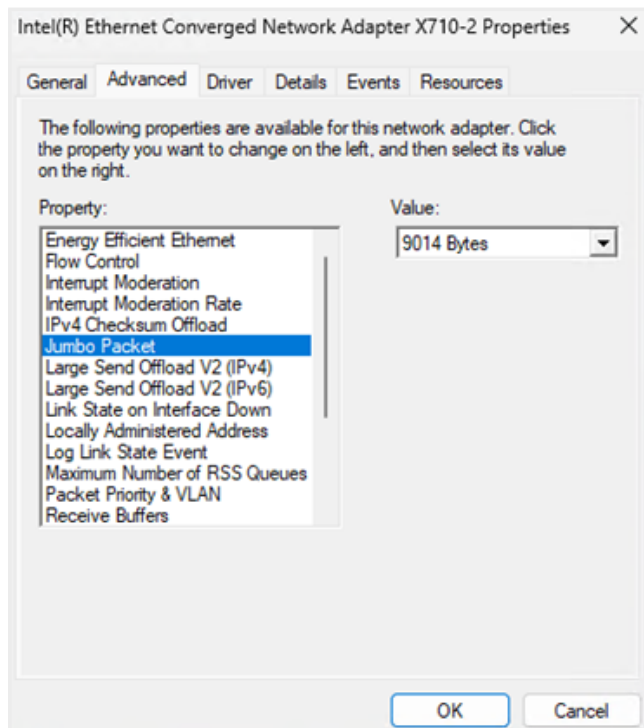 Intel(R) Ethernet Converged Network Adapter X710-2 Properties
General Advanced Driver Details Events Resources
The following properties are available for this network adapter. Click
the property you want to change on the left, and then select its value
on the right.
Property:
Value:
Energy Efficient Ethernet
Flow Control
Interrupt Moderation
Interrupt Moderation Rate
IPv4 Checksum Offload
Jumbo Packet
Large Send Offload V2 (IPv4)
Large Send Offload V2 (IPv6)
Link State on Interface Down
Locally Administered Address
Log Link State Event
Maximum Number of RSS Queues
Packet Priority & VLAN
Receive Buffers
9014 Bytes
OK
Cancel